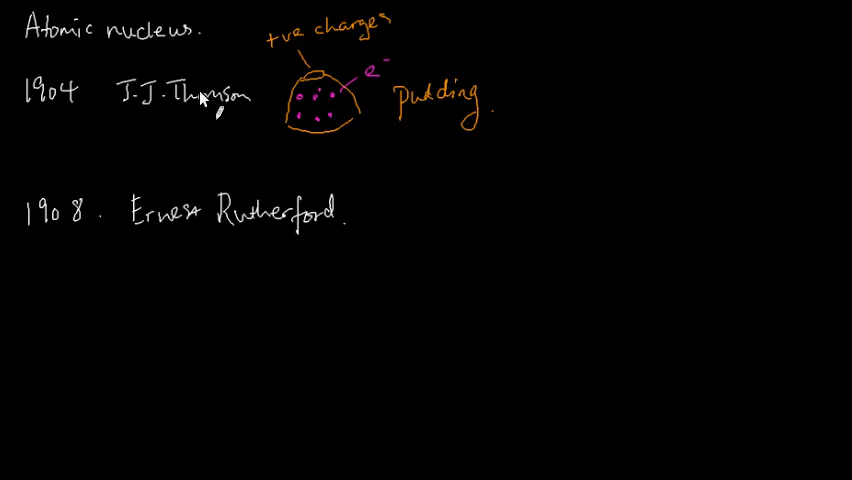 Atomic nucleus.
+ve charges
e-
1904 J.J. Thomson Pudding.
1908. Ernest Rutherford.